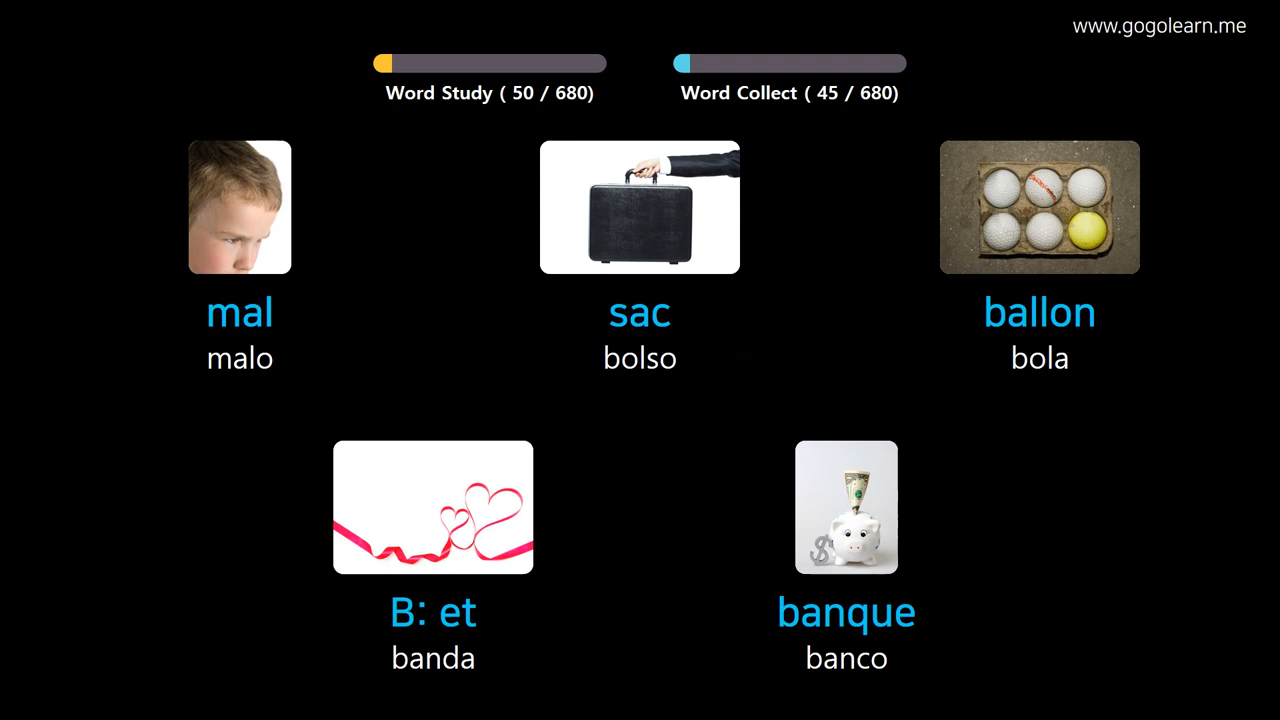 www.gogolearn.me
Word Study ( 50 / 680)
Word Collect ( 45 / 680)
mal
malo
sac
bolso
ballon
bola
B: et
banda
banque
banco